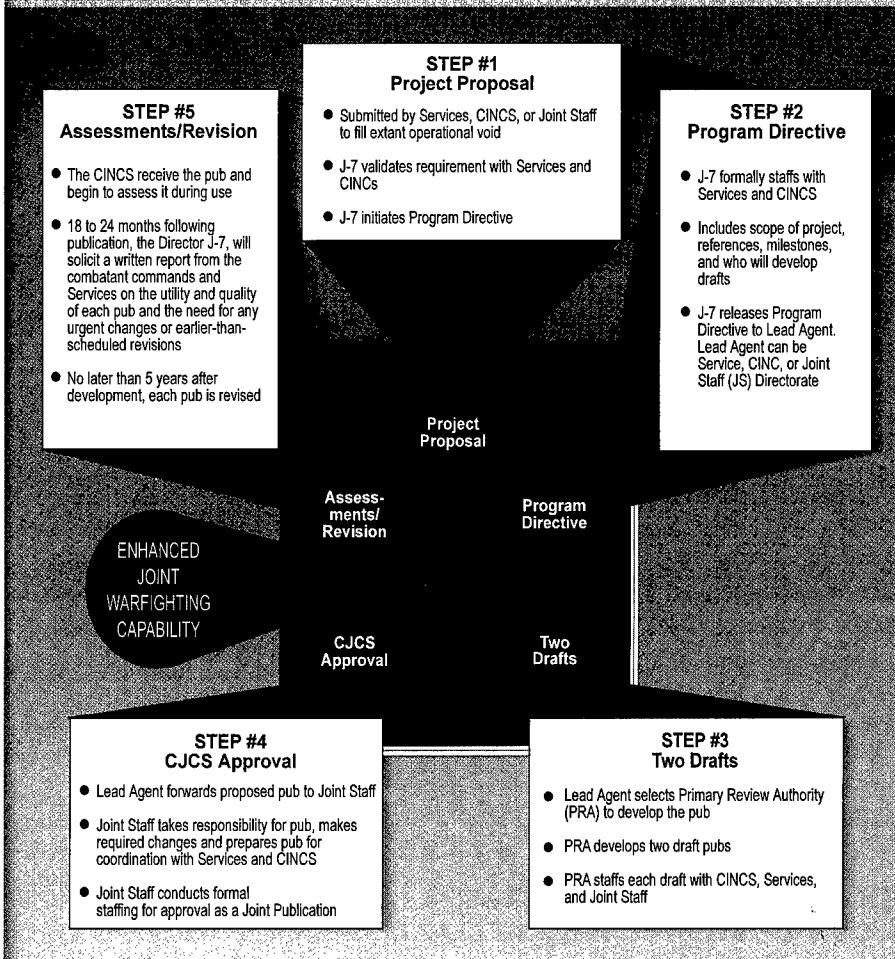 STEP #1
Project Proposal
● Submitted by Services, CINCS, or Joint Staff
to fill extant operational void
● J-7 validates requirement with Services and
CINCs
● J-7 initiates Program Directive
STEP #2
Program Directive
● J-7 formally staffs with
Services and CINCS
● Includes scope of project,
references, milestones,
and who will develop
drafts
● J-7 releases Program
Directive to Lead Agent.
Lead Agent can be
Service, CINC, or Joint
Staff (JS) Directorate
STEP #3
Two Drafts
● Lead Agent selects Primary Review Authority
(PRA) to develop the pub
● PRA develops two draft pubs
● PRA staffs each draft with CINCS, Services,
and Joint Staff
STEP #4
CJCS Approval
● Lead Agent forwards proposed pub to Joint Staff
● Joint Staff takes responsibility for pub, makes
required changes and prepares pub for
coordination with Services and CINCS
● Joint Staff conducts formal
staffing for approval as a Joint Publication
STEP #5
Assessments/Revision
● The CINCS receive the pub and
begin to assess it during use
● 18 to 24 months following
publication, the Director J-7, will
solicit a written report from the
combatant commands and
Services on the utility and quality
of each pub and the need for any
urgent changes or earlier-than-
scheduled revisions
● No later than 5 years after
development, each pub is revised
Project
Proposal
Program
Directive
Two
Drafts
CJCS
Approval
Assess-
ments/
Revision
ENHANCED
JOINT
WARFIGHTING
CAPABILITY